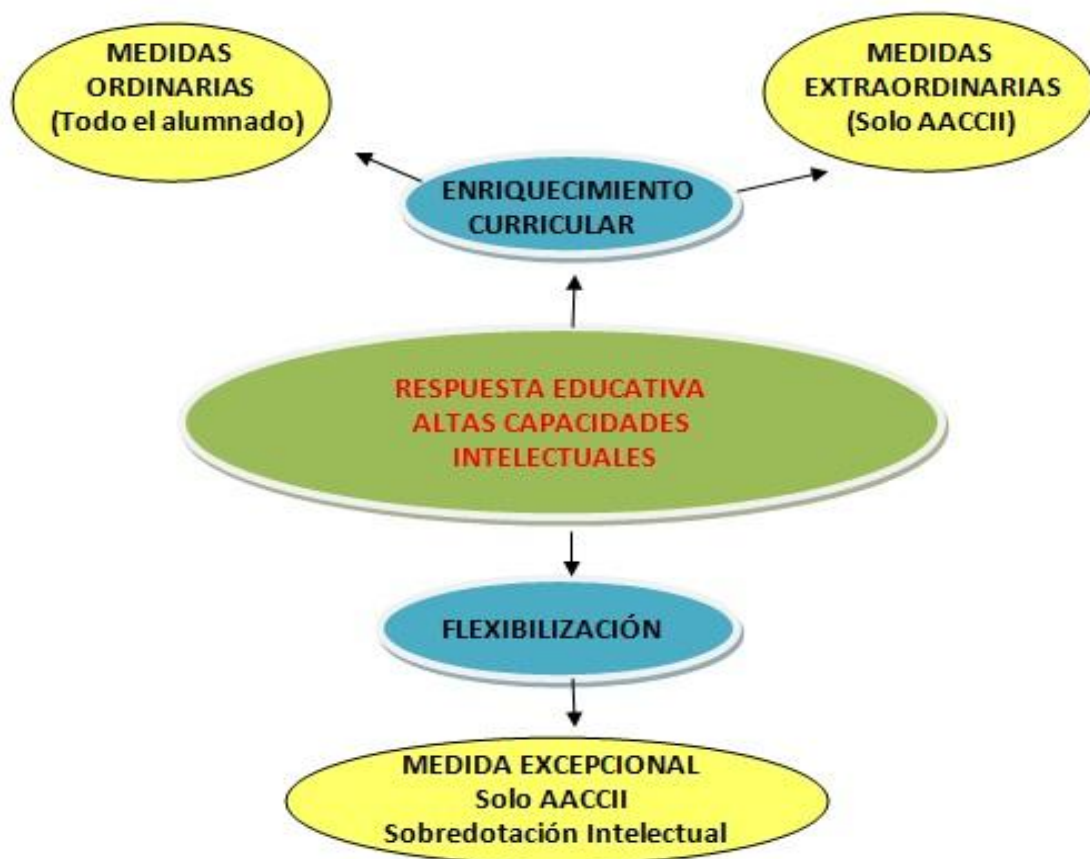 MEDIDAS
ORDINARIAS
(Todo el alumnado)
MEDIDAS
EXTRAORDINARIAS
(Solo AACCII)
ENRIQUECIMIENTO
CURRICULAR
RESPUESTA EDUCATIVA
ALTAS CAPACIDADES
INTELECTUALES
FLEXIBILIZACIÓN
MEDIDA EXCEPCIONAL
Solo AACCII
Sobredotación Intelectual